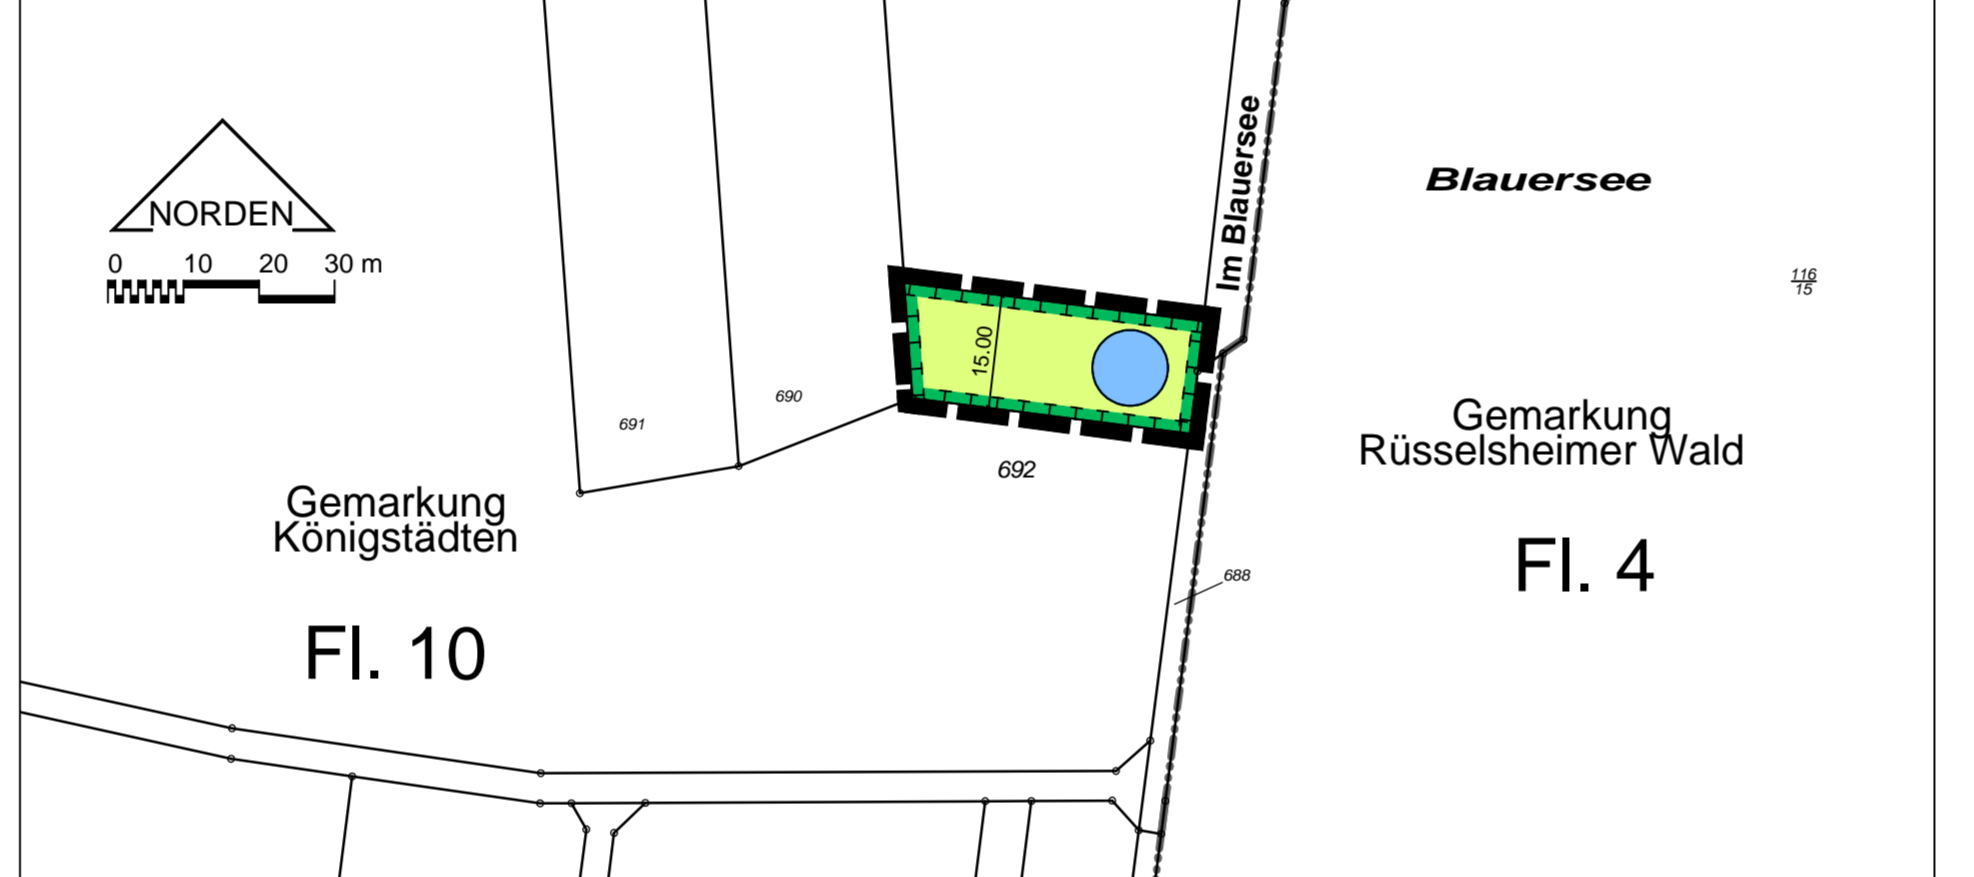 NORDEN
0 10 20 30 m
Im Blauersee
Blauersee
116
15
15.00
690
691
692
Gemarkung
Rüsselsheimer Wald
Gemarkung
Königstädten
Fl. 4
688
Fl. 10